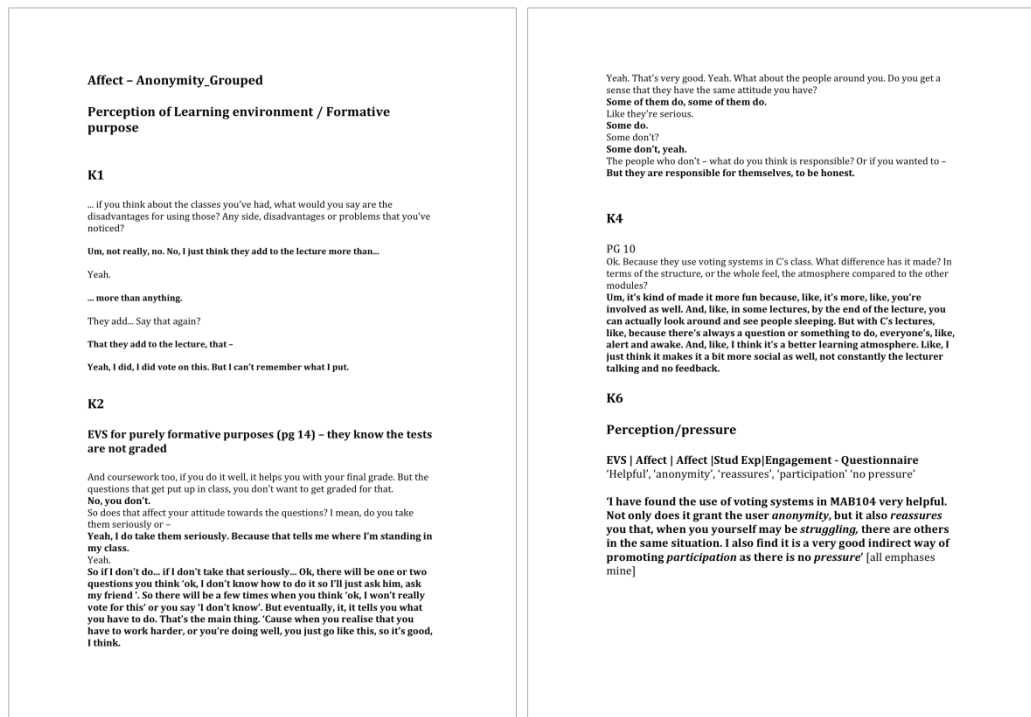 Affect – Anonymity_Grouped
Perception of Learning environment / Formative
purpose
K1
... if you think about the classes you've had, what would you say are the
disadvantages for using those? Any side, disadvantages or problems that you've
noticed?
Um, not really, no. No, I just think they add to the lecture more than...
Yeah.
... more than anything.
They add... Say that again?
That they add to the lecture, that –
Yeah, I did, I did vote on this. But I can't remember what I put.
K2
EVS for purely formative purposes (pg 14) – they know the tests
are not graded
And coursework too, if you do it well, it helps you with your final grade. But the
questions that get put up in class, you don't want to get graded for that.
No, you don't.
So does that affect your attitude towards the questions? I mean, do you take
them seriously or –
Yeah, I do take them seriously. Because that tells me where I'm standing in
my class.
Yeah.
So if I don't do... if I don't take that seriously... Ok, there will be one or two
questions you think 'ok, I don't know how to do it so I'll just ask him, ask
my friend '. So there will be a few times when you think 'ok, I won't really
vote for this' or you say 'I don't know'. But eventually, it, it tells you what
you have to do. That's the main thing. 'Cause when you realise that you
have to work harder, or you're doing well, you just go like this, so it's good,
I think.
Yeah. That's very good. Yeah. What about the people around you. Do you get a
sense that they have the same attitude you have?
Some of them do, some of them do.
Like they're serious.
Some do.
Some don't?
Some don't, yeah.
The people who don't – what do you think is responsible? Or if you wanted to –
But they are responsible for themselves, to be honest.
K4
PG 10
Ok. Because they use voting systems in C's class. What difference has it made? In
terms of the structure, or the whole feel, the atmosphere compared to the other
modules?
Um, it's kind of made it more fun because, like, it's more, like, you're
involved as well. And, like, in some lectures, by the end of the lecture, you
can actually look around and see people sleeping. But with C's lectures,
like, because there's always a question or something to do, everyone's, like,
alert and awake. And, like, I think it's a better learning atmosphere. Like, I
just think it makes it a bit more social as well, not constantly the lecturer
talking and no feedback.
K6
Perception/pressure
EVS | Affect | Affect |Stud Exp|Engagement - Questionnaire
'Helpful', 'anonymity', 'reassures', 'participation' 'no pressure'
'I have found the use of voting systems in MAB104 very helpful.
Not only does it grant the user anonymity, but it also reassures
you that, when you yourself may be struggling, there are others
in the same situation. I also find it is a very good indirect way of
promoting participation as there is no pressure' [all emphases
mine]